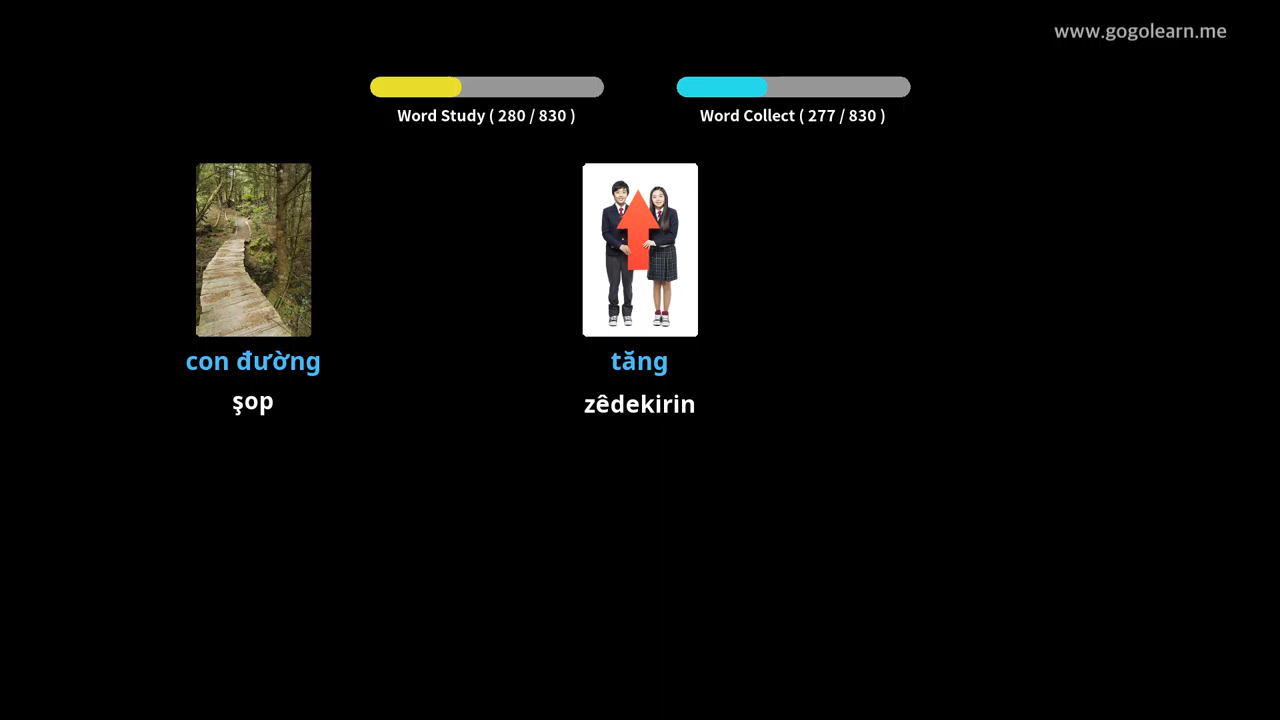 www.gogolearn.me
Word Study ( 280 / 830 )
Word Collect ( 277 / 830 )
con đường
şop
tăng
zêdekirin